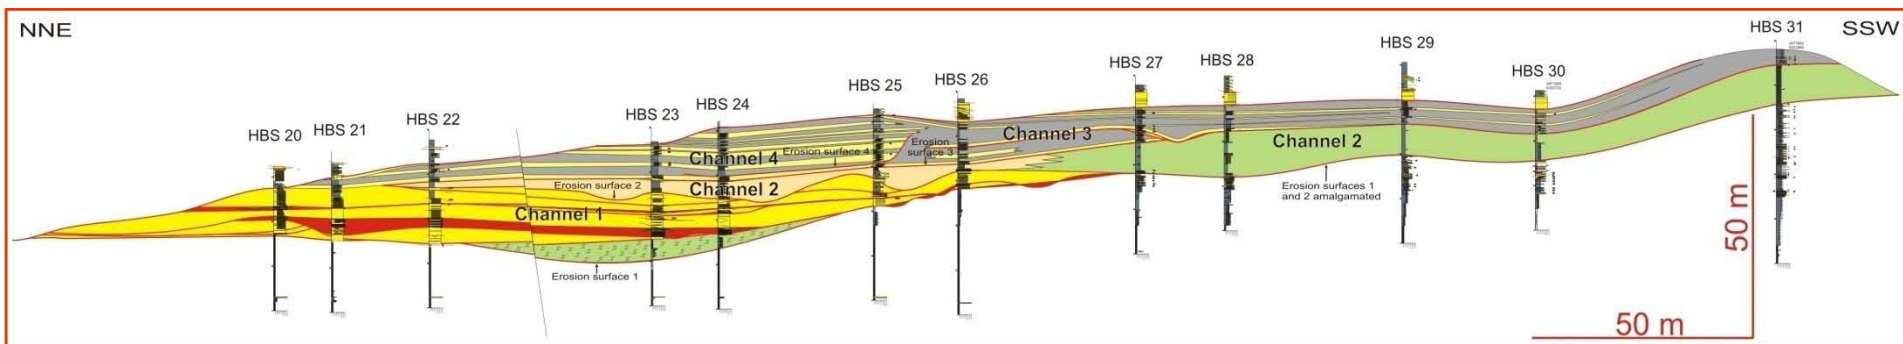 NNE
SSW
HBS 20
HBS 21
HBS 22
HBS 23
HBS 24
HBS 25
HBS 26
HBS 27
HBS 28
HBS 29
HBS 30
HBS 31
Channel 3
Channel 2
Channel 4
Erosion surface 4
Erosion
surface 3
Erosion surface 2
Channel 2
Channel 1
Erosion surfaces 1
and 2 amalgamated
Erosion surface 1
50 m
50 m